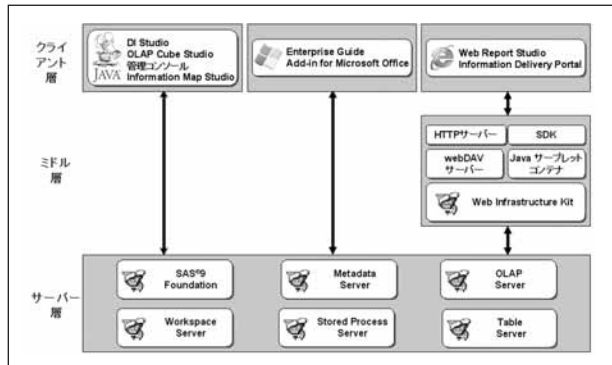 クライ
アント
層
JAVA
DI Studio
OLAP Cube Studio
管理コンソール
Information Map Studio
Enterprise Guide
Add-in for Microsoft Office
Web Report Studio
Information Delivery Portal
ミドル
層
HTTPサーバー
SDK
webDAV
サーバー
Java サーブレット
コンテナ
Web Infrastructure Kit
サーバー
層
SAS®9
Foundation
Metadata
Server
OLAP
Server
Workspace
Server
Stored Process
Server
Table
Server